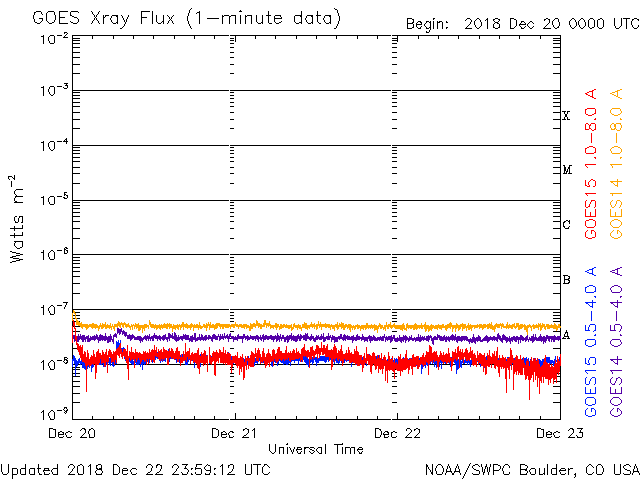 GOES Xray Flux (1-minute data)
Begin: 2018 Dec 20 0000 UTC
10^-2
10^-3
10^-4
10^-5
10^-6
10^-7
10^-8
10^-9
Watts m^-2
X
M
C
B
A
GOES15 1.0-8.0 A
GOES14 1.0-8.0 A
GOES15 0.5-4.0 A
GOES14 0.5-4.0 A
Dec 20
Dec 21
Dec 22
Dec 23
Universal Time
Updated 2018 Dec 22 23:59:12 UTC
NOAA/SWPC Boulder, CO USA